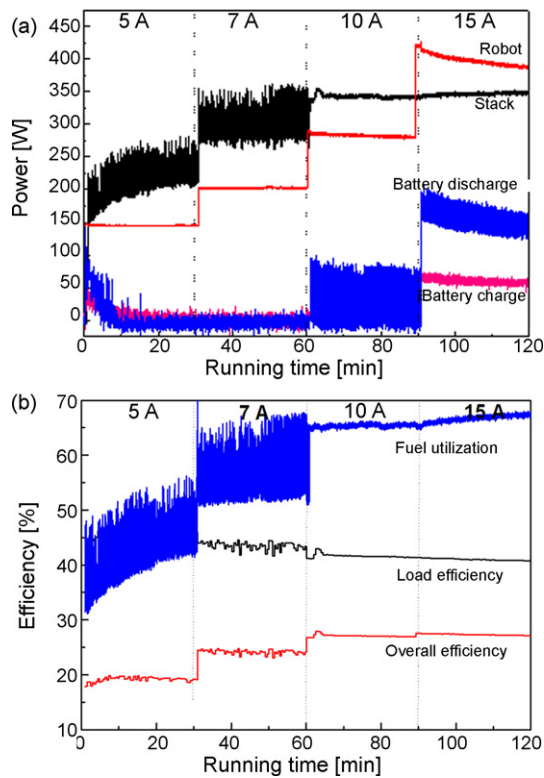 (a)
5 A 7 A 10 A 15 A
450
400
350
300
250
200
150
100
50
0
Power [W]
Robot
Stack
Battery discharge
Battery charge
0 20 40 60 80 100 120
Running time [min]
(b)
5 A 7 A 10 A 15 A
70
60
50
40
30
20
10
Efficiency [%]
Fuel utilization
Load efficiency
Overall efficiency
0 20 40 60 80 100 120
Running time [min]